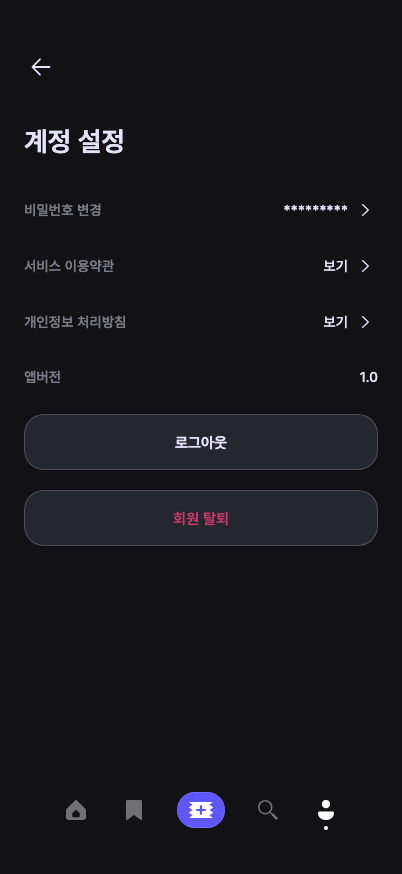 계정 설정
비밀번호 변경 *********
서비스 이용약관 보기
개인정보 처리방침 보기
앱버전 1.0
로그아웃
회원 탈퇴